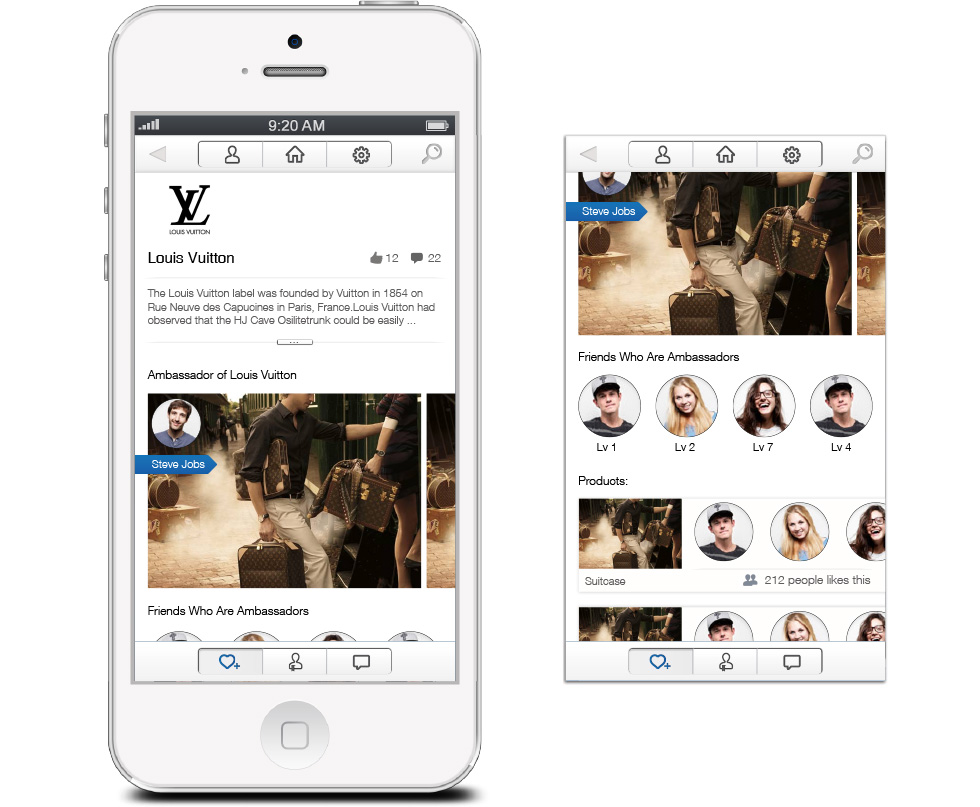 9:20 AM
LOUIS VUITTON
Louis Vuitton
12
22
The Louis Vuitton label was founded by Vuitton in 1854 on
Rue Neuve des Capucines in Paris, France.Louis Vuitton had
observed that the HJ Cave Osilitetrunk could be easily ...
Ambassador of Louis Vuitton
Steve Jobs
Friends Who Are Ambassadors
Steve Jobs
Friends Who Are Ambassadors
Lv 1
Lv 2
Lv 7
Lv 4
Products:
Suitcase
212 people likes this